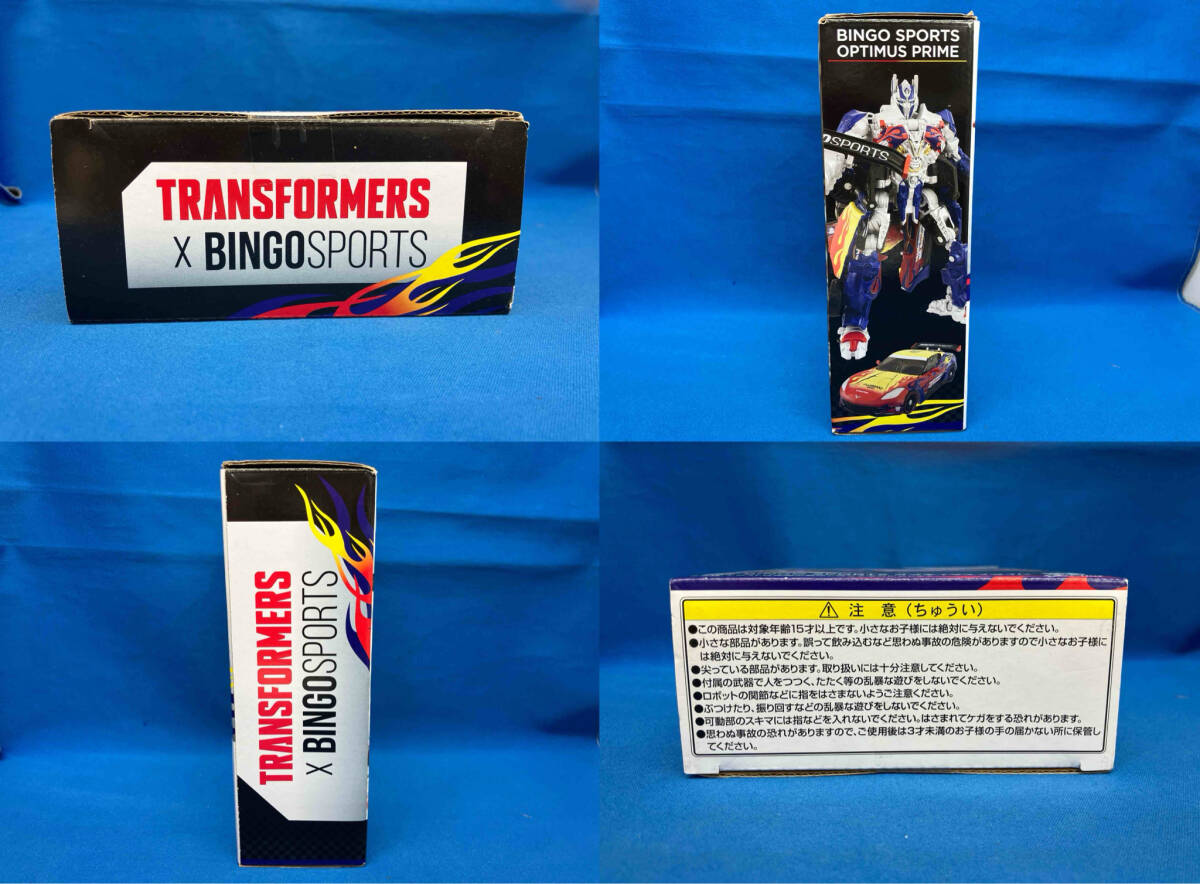 TRANSFORMERS
X BINGOSPORTS
BINGO SPORTS
OPTIMUS PRIME
SPORTS
TRANSFORMERS
X BINGOSPORTS
注 意 (ちゅうい)
●この商品は対象年齢15才以上です。小さなお子様には絶対に与えないでください。
●小さな部品があります。誤って飲み込むなど思わぬ事故の危険がありますので小さなお子様に
は絶対に与えないでください。
●尖っている部品があります。取り扱いには十分注意してください。
●付属の武器で人をつつく、たたく等の乱暴な遊びをしないでください。
●ロボットの関節などに指をはさまないようご注意ください。
●ぶつけたり、振り回すなどの乱暴な遊びをしないでください。
●可動部のスキマには指などを入れないでください。はさまれてケガをする恐れがあります。
●思わぬ事故の恐れがありますので、ご使用後は3才未満のお子様の手の届かない所に保管し
てください。